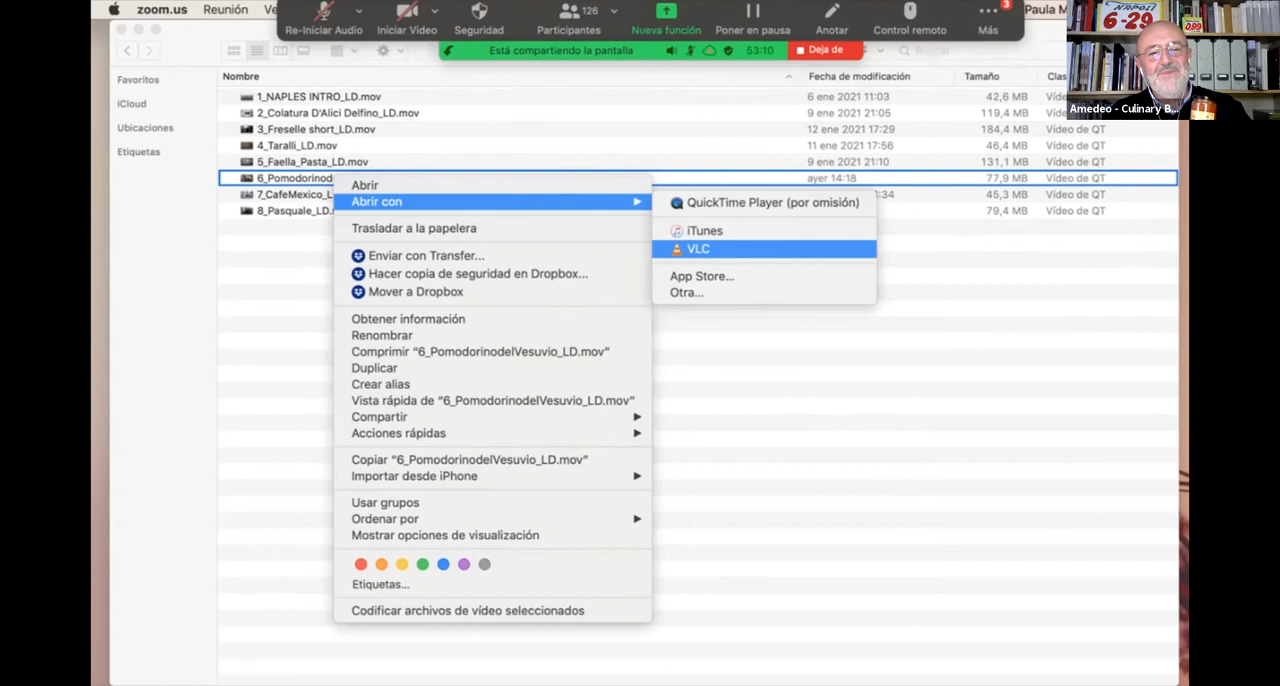 zoom.us Reunión
126
3
Paula M
Re-Iniciar Audio Iniciar Video Seguridad Participantes Nueva función Poner en pausa Anotar Control remoto Más
Está compartiendo la pantalla 53:10 Deja de
6-29
0.99
Amedeo - Culinary B...
Favoritos
iCloud
Ubicaciones
Etiquetas
Nombre Fecha de modificación Tamaño Clas
1_NAPLES INTRO_LD.mov 6 ene 2021 11:03 42,6 MB Vídeo de QT
2_Colatura D'Alici Delfino_LD.mov 9 ene 2021 21:05 119,4 MB Vídeo de QT
3_Freselle short_LD.mov 12 ene 2021 17:29 184,4 MB Vídeo de QT
4_Taralli_LD.mov 11 ene 2021 17:56 46,4 MB Vídeo de QT
5_Faella_Pasta_LD.mov 9 ene 2021 21:10 131,1 MB Vídeo de QT
6_Pomodorinod ayer 14:18 77,9 MB Vídeo de QT
7_CafeMexico_L :34 45,3 MB Vídeo de QT
8_Pasquale_LD. 79,4 MB Vídeo de QT
Abrir
Abrir con
Trasladar a la papelera
Enviar con Transfer...
Hacer copia de seguridad en Dropbox...
Mover a Dropbox
Obtener información
Renombrar
Comprimir “6_PomodorinodelVesuvio_LD.mov”
Duplicar
Crear alias
Vista rápida de “6_PomodorinodelVesuvio_LD.mov”
Compartir
Acciones rápidas
Copiar “6_PomodorinodelVesuvio_LD.mov”
Importar desde iPhone
Usar grupos
Ordenar por
Mostrar opciones de visualización
Etiquetas...
Codificar archivos de vídeo seleccionados
QuickTime Player (por omisión)
iTunes
VLC
App Store...
Otra...